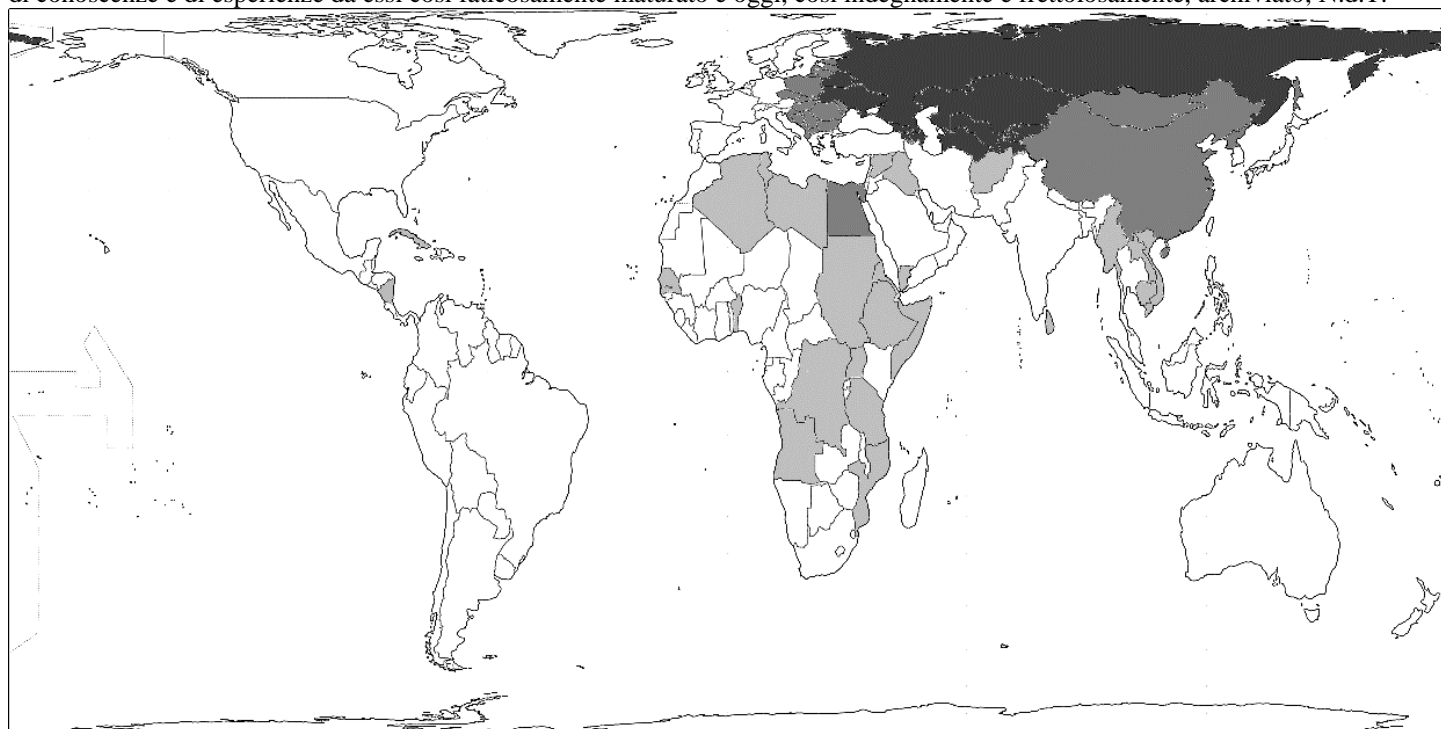 di conoscenze e di esperienze da essi così faticosamente maturato e oggi, così indegnamente e frettolosamente, archiviato, N.d.T.